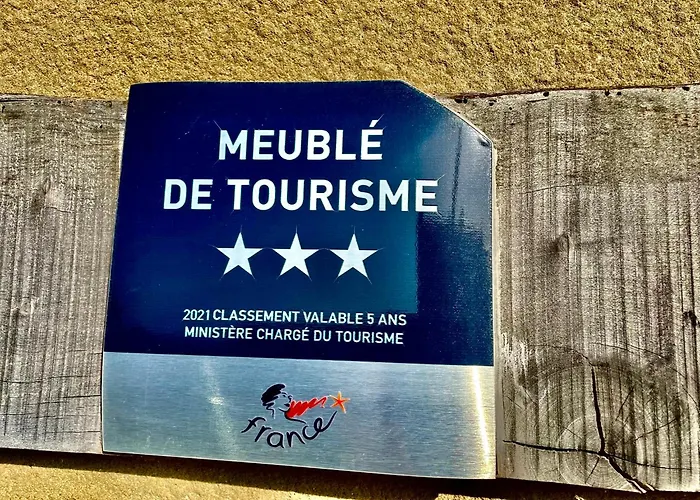 MEUBLÉ
DE TOURISME
2021 CLASSEMENT VALABLE 5 ANS
MINISTÈRE CHARGÉ DU TOURISME
france